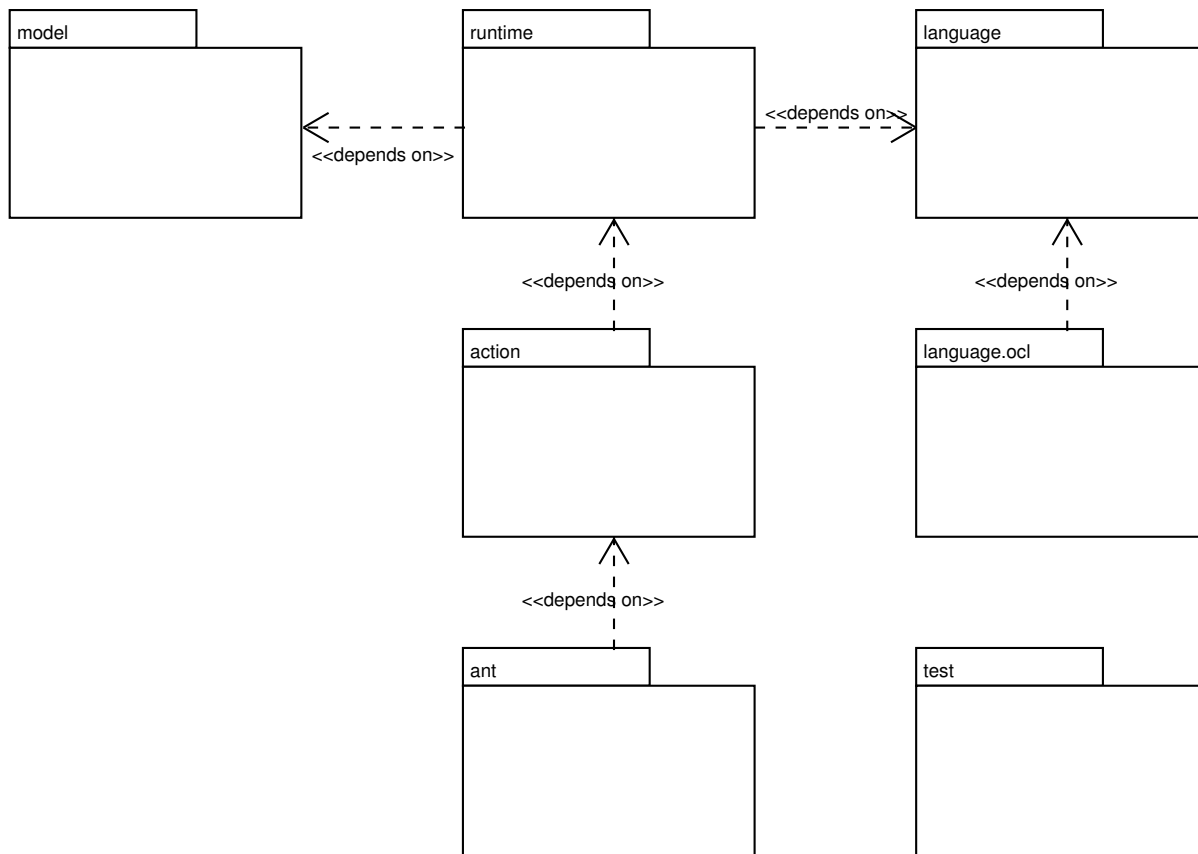 model
runtime
language
<<depends on>>
<<depends on>>
<<depends on>>
<<depends on>>
action
language.ocl
<<depends on>>
ant
test